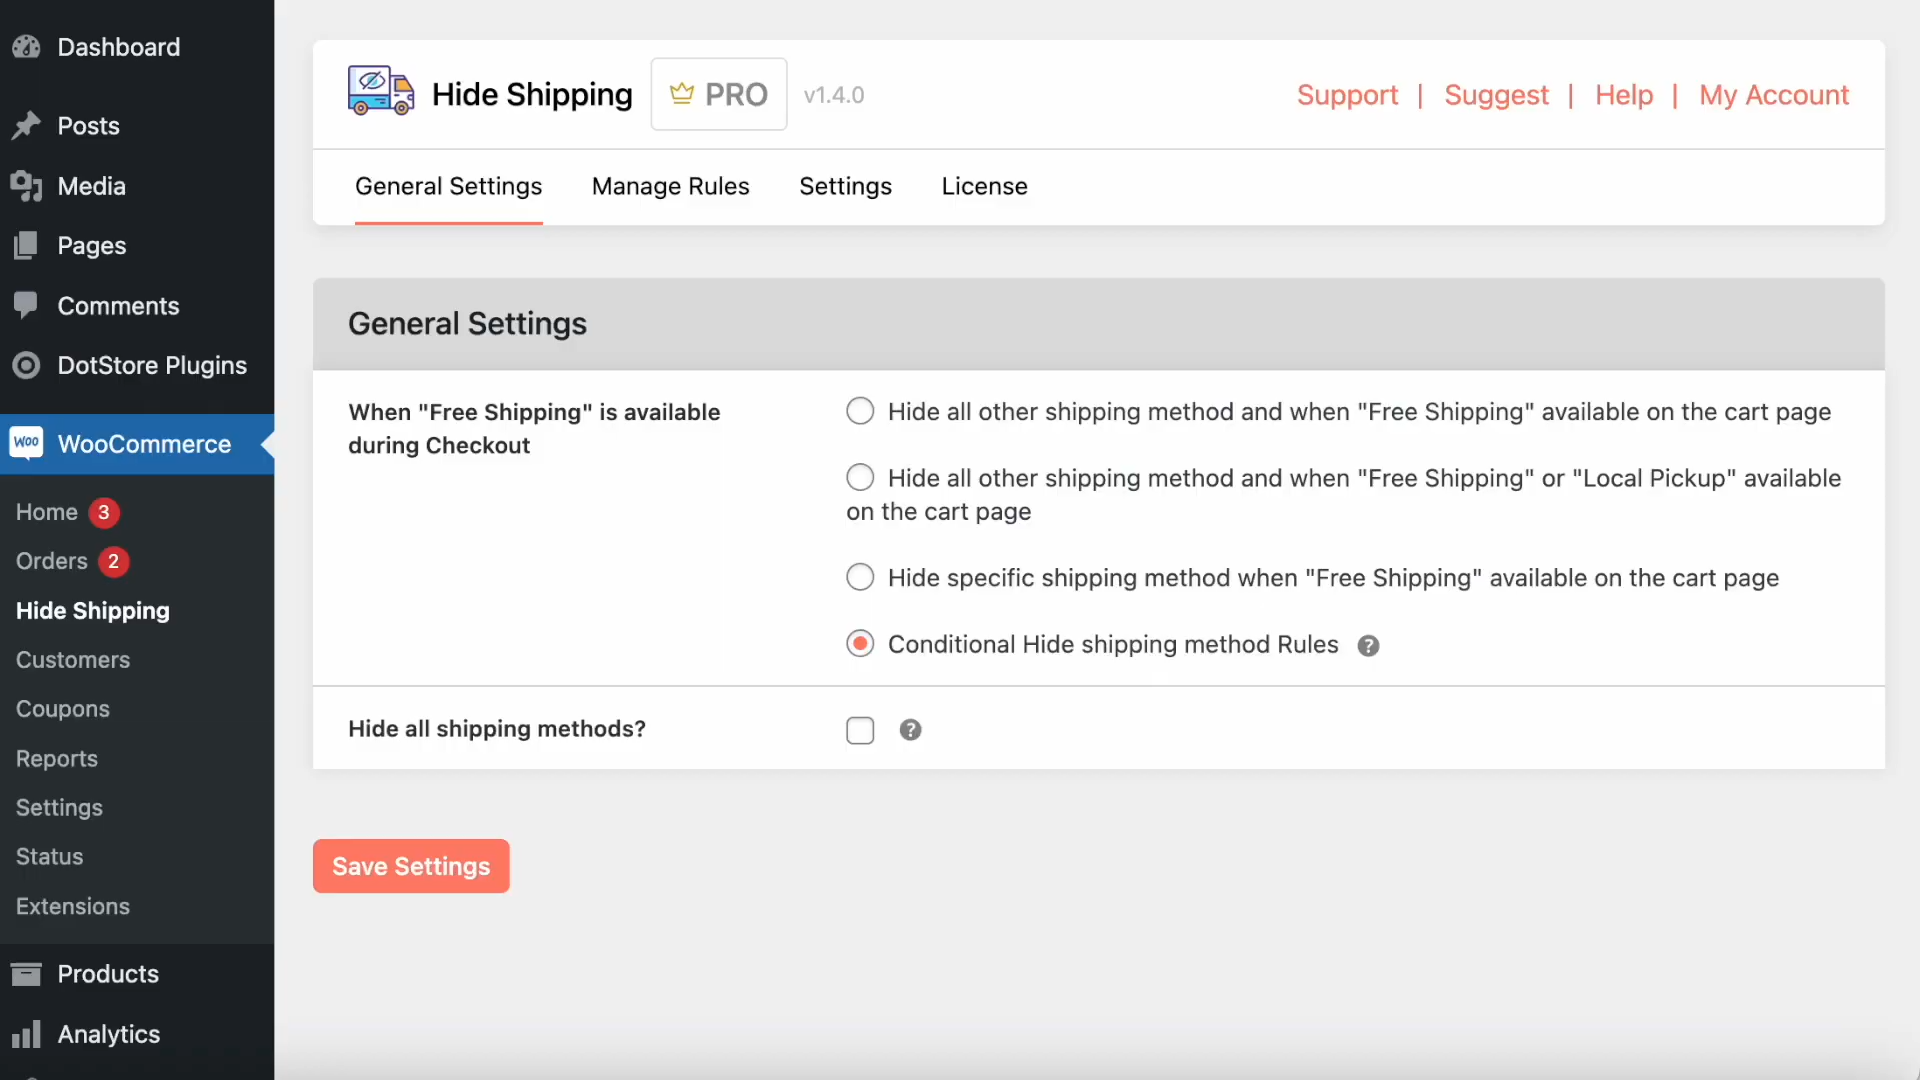 Dashboard
Posts
Media
Pages
Comments
DotStore Plugins
WOO WooCommerce
Home 3
Orders 2
Hide Shipping
Customers
Coupons
Reports
Settings
Status
Extensions
Products
Analytics
Hide Shipping PRO v1.4.0
Support | Suggest | Help | My Account
General Settings Manage Rules Settings License
General Settings
When "Free Shipping" is available
during Checkout
Hide all other shipping method and when "Free Shipping" available on the cart page
Hide all other shipping method and when "Free Shipping" or "Local Pickup" available
on the cart page
Hide specific shipping method when "Free Shipping" available on the cart page
Conditional Hide shipping method Rules ?
Hide all shipping methods? ?
Save Settings